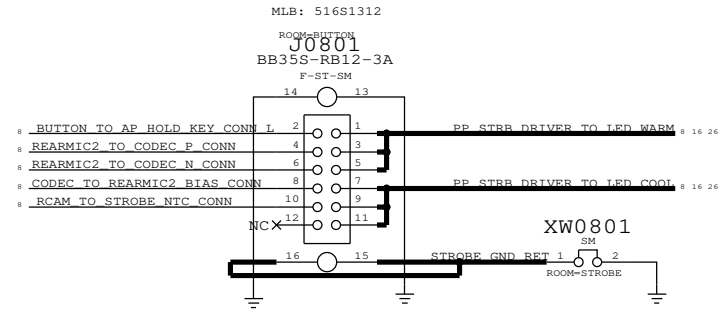 MLB: 516S1312
ROOM=BUTTON
J0801
BB35S-RB12-3A
F-ST-SM
14 13
8 BUTTON_TO_AP_HOLD_KEY_CONN_L 2 1 PP_STRB_DRIVER_TO_LED_WARM 8 16 26
8 REARMIC2_TO_CODEC_P_CONN 4 3
8 REARMIC2_TO_CODEC_N_CONN 6 5
8 CODEC_TO_REARMIC2_BIAS_CONN 8 7 PP_STRB_DRIVER_TO_LED_COOL 8 16 26
8 RCAM_TO_STROBE_NTC_CONN 10 9
NC 12 11
XW0801
SM
16 15 STROBE_GND_RET 1 2
ROOM=STROBE